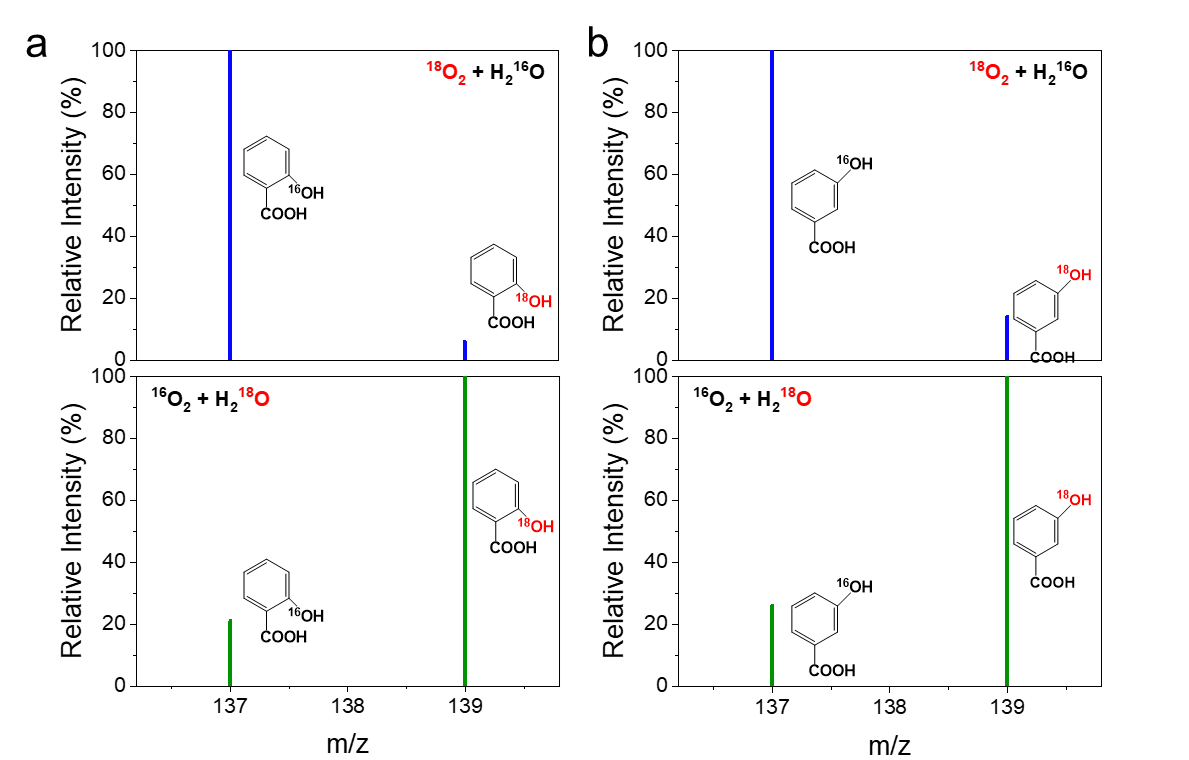 a
Relative Intensity (%)
100
80
60
40
20
0
¹⁸O₂ + H₂¹⁶O
¹⁶OH
COOH
¹⁸OH
COOH
Relative Intensity (%)
100
80
60
40
20
0
¹⁶O₂ + H₂¹⁸O
¹⁸OH
COOH
¹⁶OH
COOH
137
138
139
m/z
b
Relative Intensity (%)
100
80
60
40
20
0
¹⁸O₂ + H₂¹⁶O
¹⁶OH
COOH
¹⁸OH
COOH
Relative Intensity (%)
100
80
60
40
20
0
¹⁶O₂ + H₂¹⁸O
¹⁸OH
COOH
¹⁶OH
COOH
137
138
139
m/z